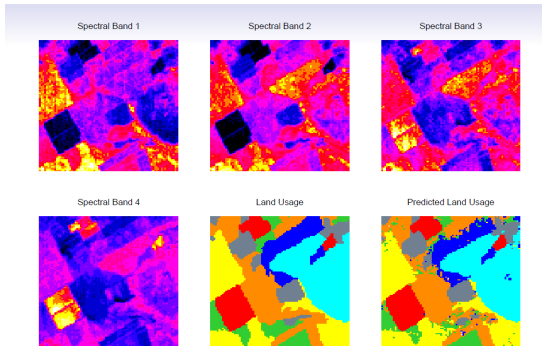 Spectral Band 1
Spectral Band 2
Spectral Band 3
Spectral Band 4
Land Usage
Predicted Land Usage